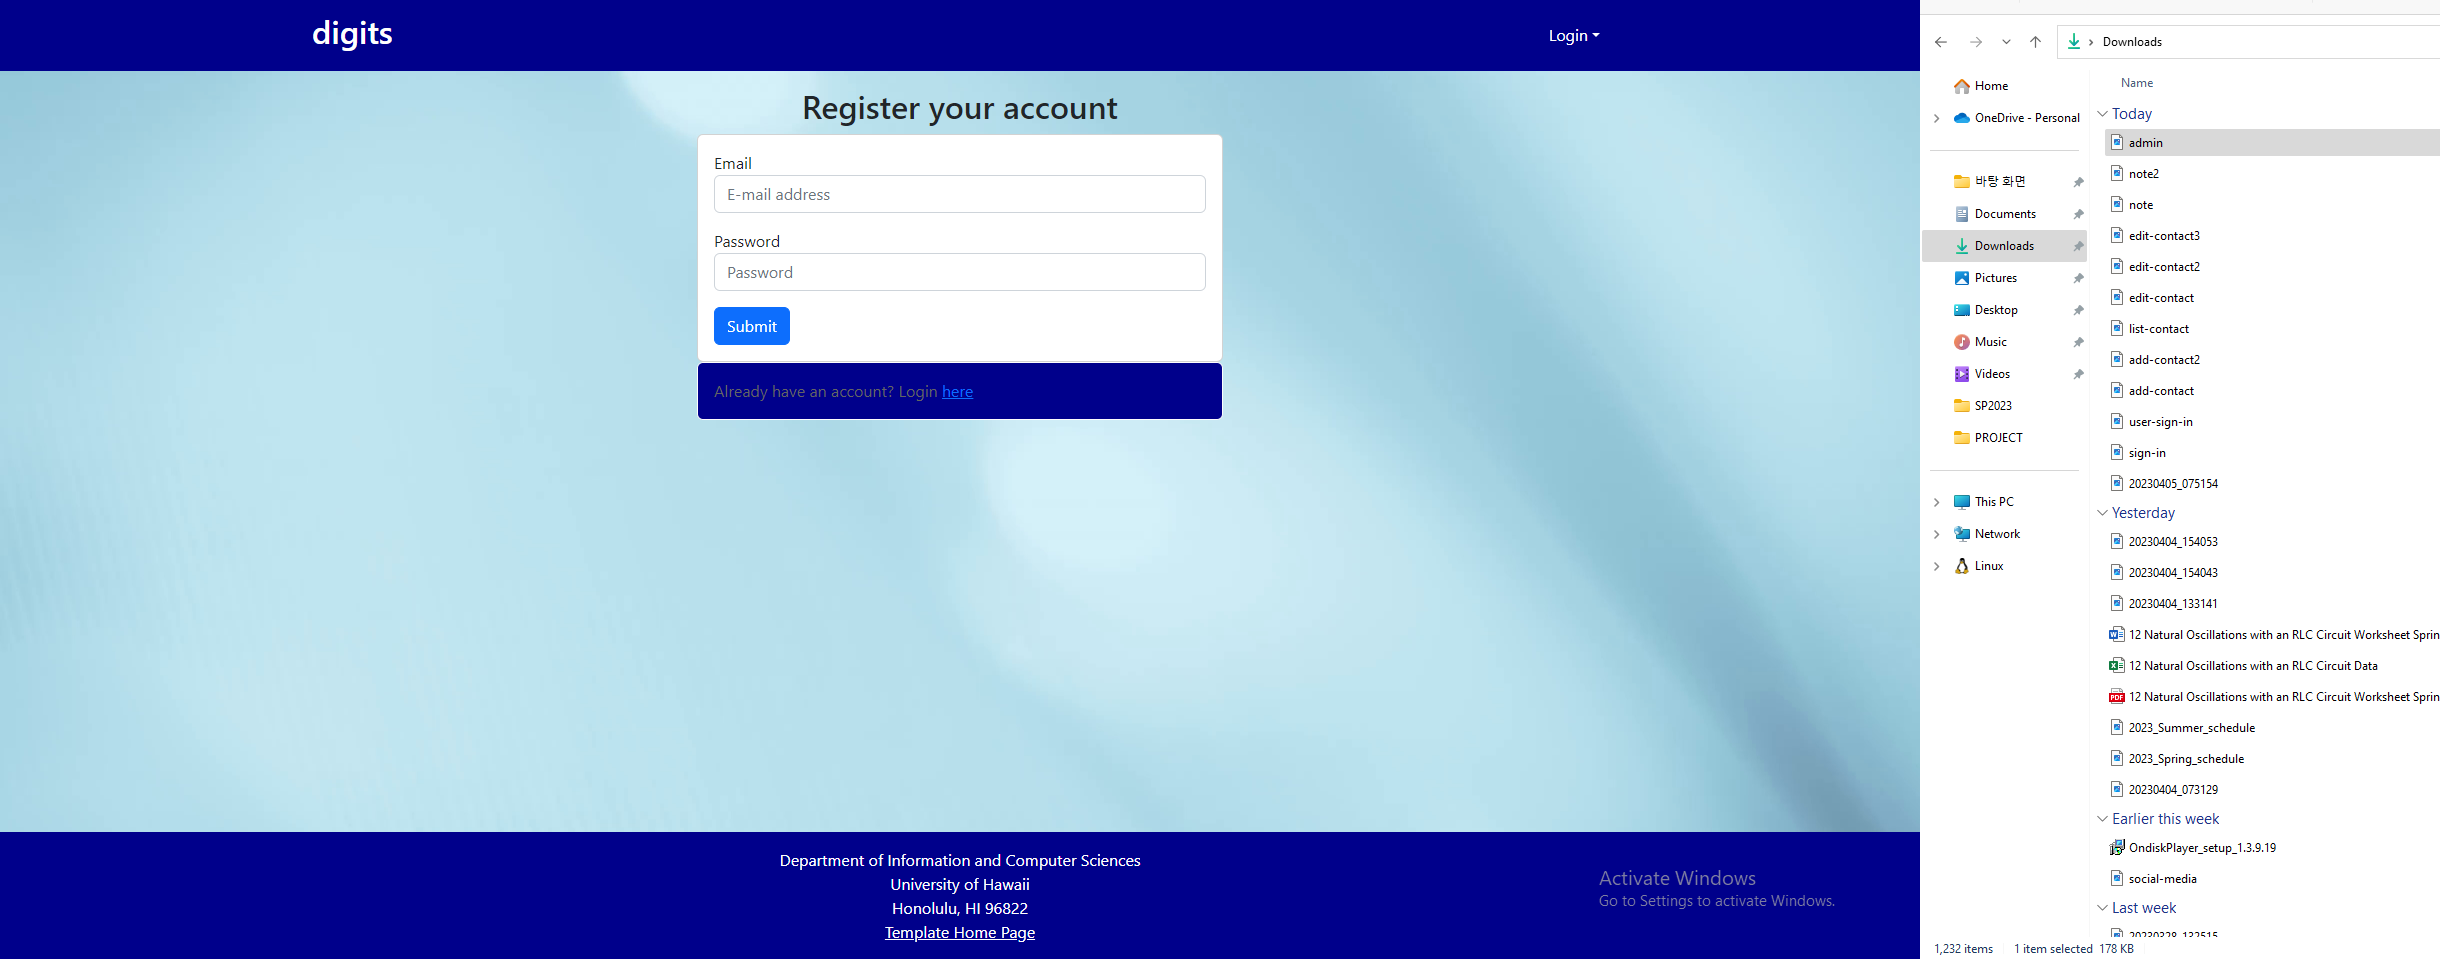 digits
Login
Register your account
Email
E-mail address
Password
Password
Submit
Already have an account? Login here
Department of Information and Computer Sciences
University of Hawaii
Honolulu, HI 96822
Template Home Page
Activate Windows
Go to Settings to activate Windows.
Downloads
Home
OneDrive - Personal
바탕 화면
Documents
Downloads
Pictures
Desktop
Music
Videos
SP2023
PROJECT
This PC
Network
Linux
Name
Today
admin
note2
note
edit-contact3
edit-contact2
edit-contact
list-contact
add-contact2
add-contact
user-sign-in
sign-in
20230405_075154
Yesterday
20230404_154053
20230404_154043
20230404_133141
12 Natural Oscillations with an RLC Circuit Worksheet Sprin
12 Natural Oscillations with an RLC Circuit Data
12 Natural Oscillations with an RLC Circuit Worksheet Sprin
2023_Summer_schedule
2023_Spring_schedule
20230404_073129
Earlier this week
OndiskPlayer_setup_1.3.9.19
social-media
Last week
20230328_132515
1,232 items
1 item selected 178 KB